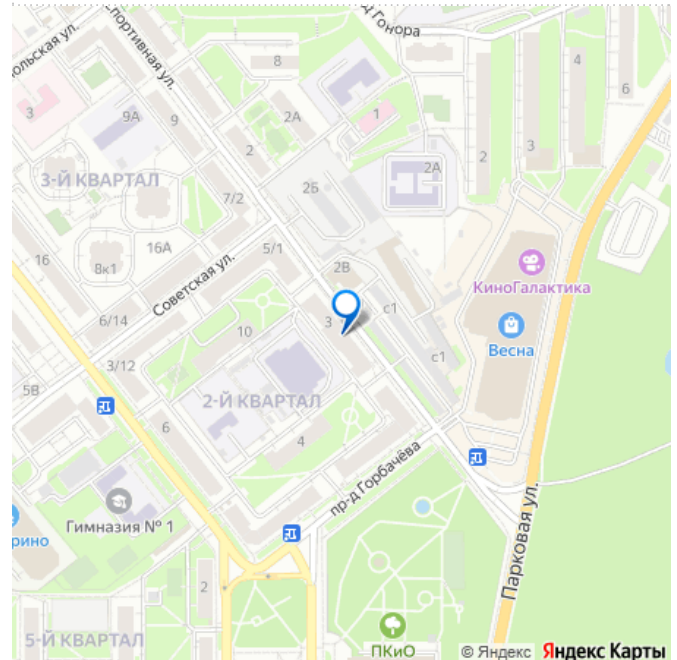 д Гонора
Спортивная ул.
ольская ул.
8
4
6
3
9А
9
2А
1
3
2
2
2А
2Б
3-Й КВАРТАЛ
7/2
16
16А
5/1
2В
8к1
КиноГалактика
Советская ул.
6/14
с1
3
10
Весна
3/12
с1
5В
2-Й КВАРТАЛ
6
4
пр-д Горбачёва
Гимназия № 1
рино
Парковая ул.
2
5-Й КВАРТАЛ
ПКиО
© Яндекс Яндекс Карты